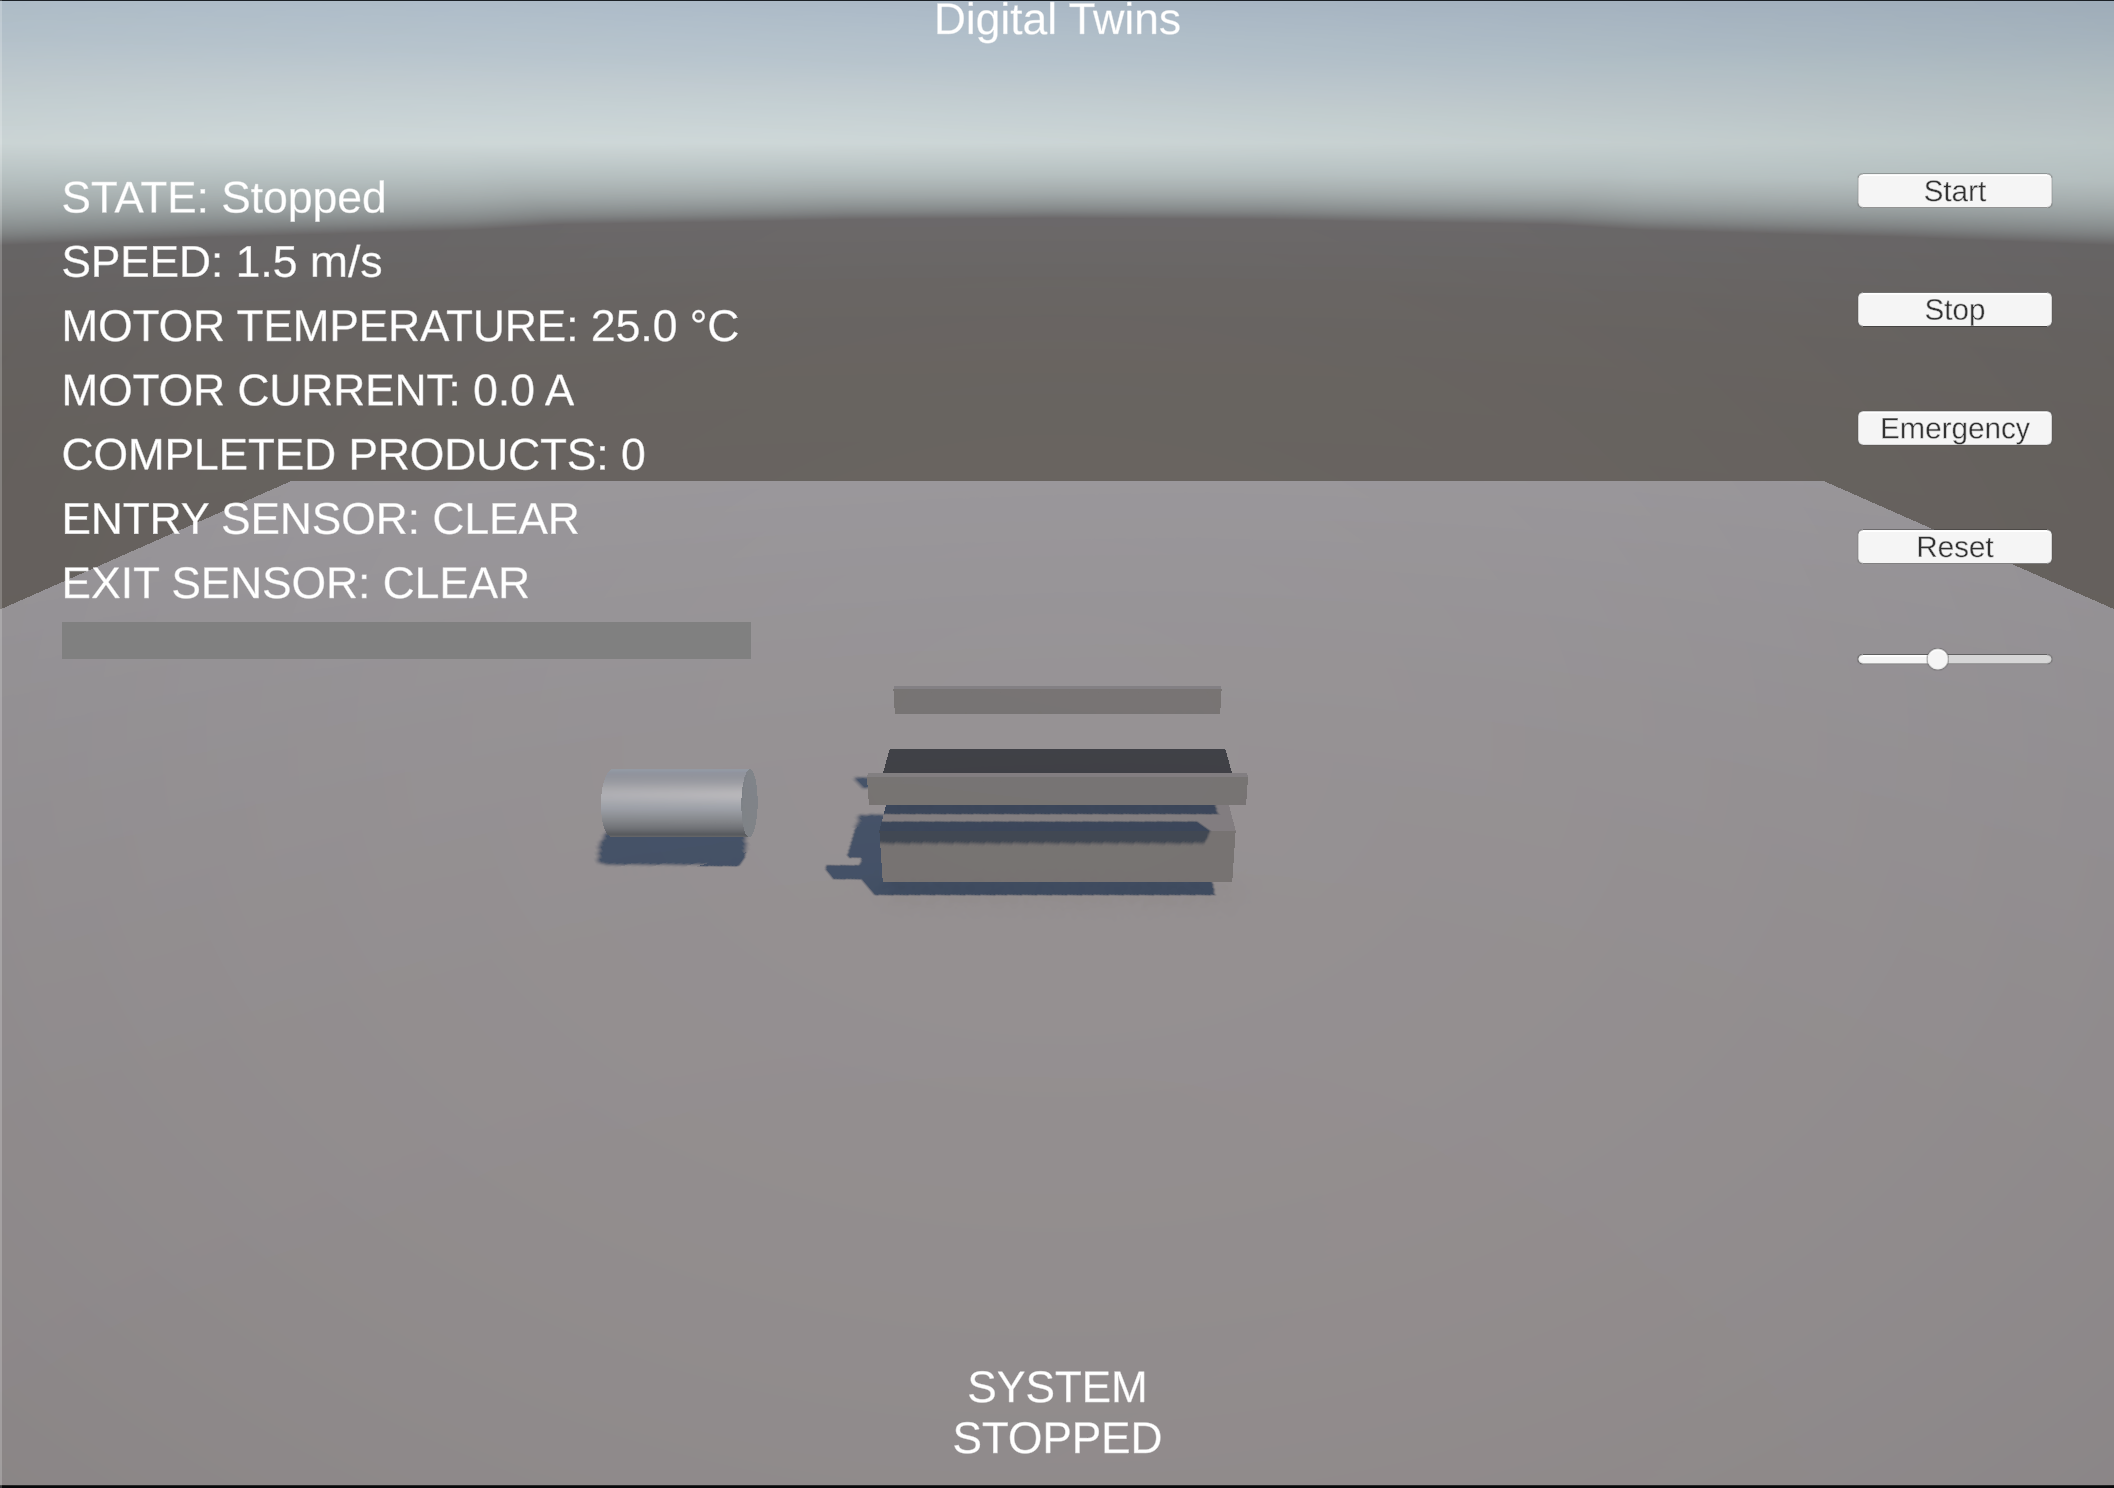 Digital Twins
STATE: Stopped
SPEED: 1.5 m/s
MOTOR TEMPERATURE: 25.0 °C
MOTOR CURRENT: 0.0 A
COMPLETED PRODUCTS: 0
ENTRY SENSOR: CLEAR
EXIT SENSOR: CLEAR
Start
Stop
Emergency
Reset
SYSTEM
STOPPED